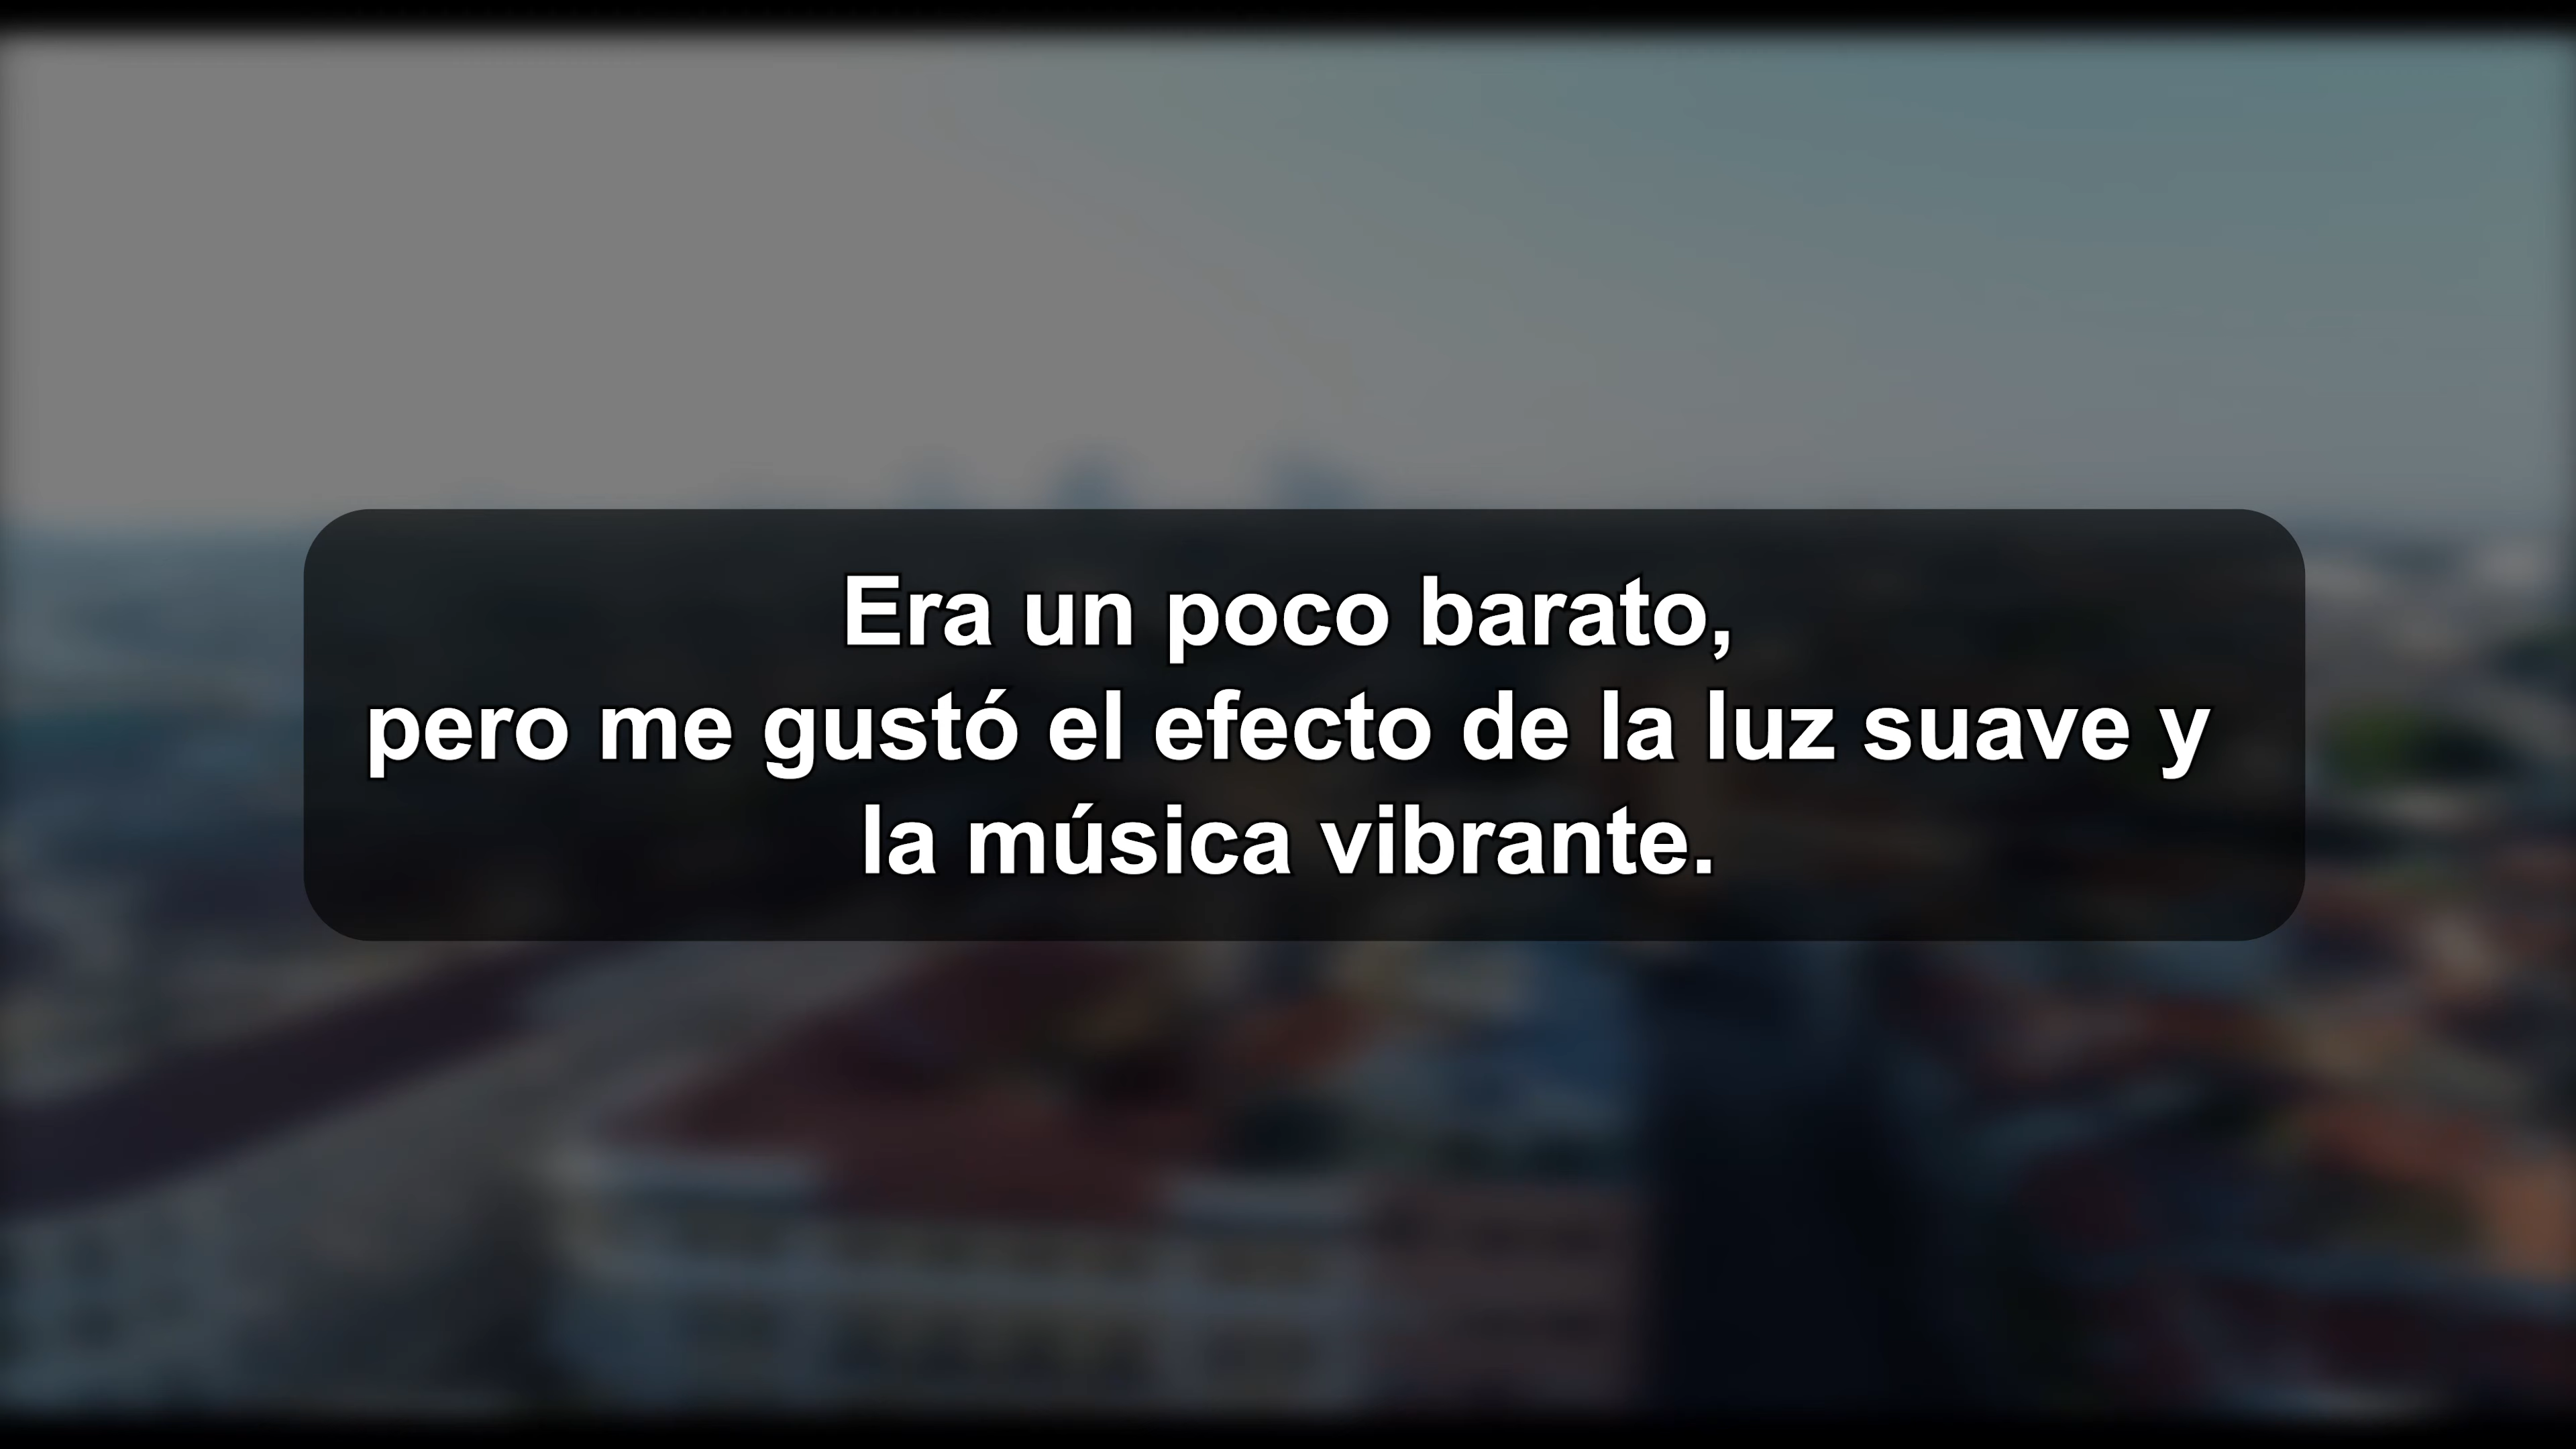 Era un poco barato,
pero me gustó el efecto de la luz suave y
la música vibrante.